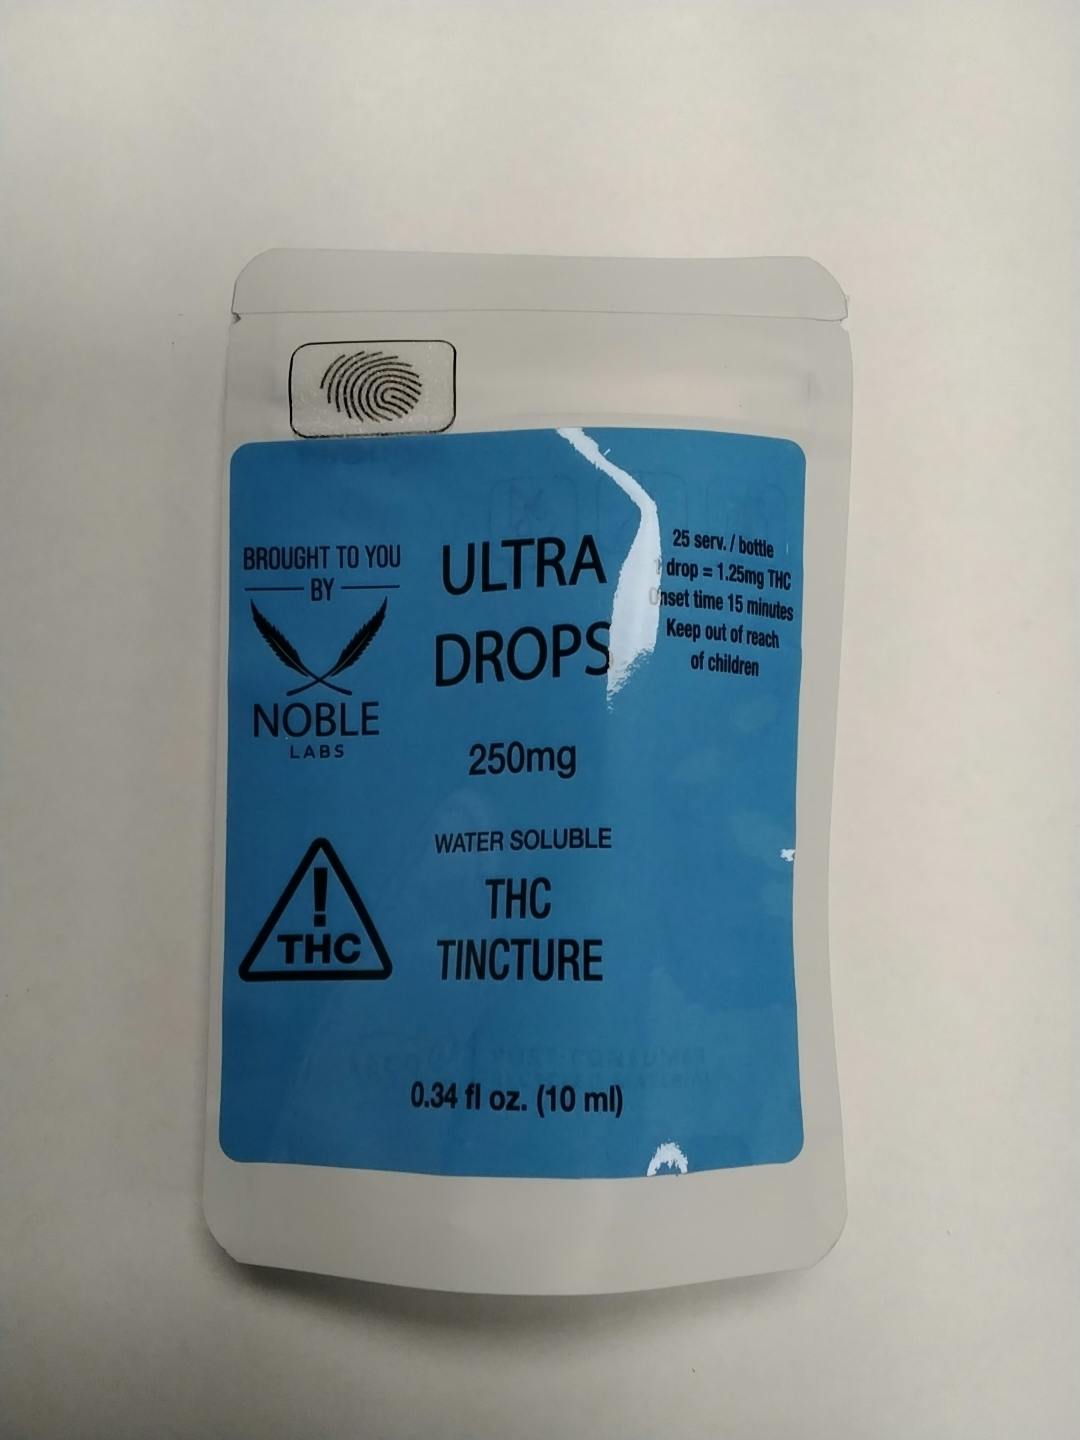 BROUGHT TO YOU
BY
NOBLE
LABS
ULTRA
DROPS
250mg
WATER SOLUBLE
THC
TINCTURE
0.34 fl oz. (10 ml)
25 serv. / bottle
drop = 1.25mg THC
Onset time 15 minutes
Keep out of reach
of children
!
THC